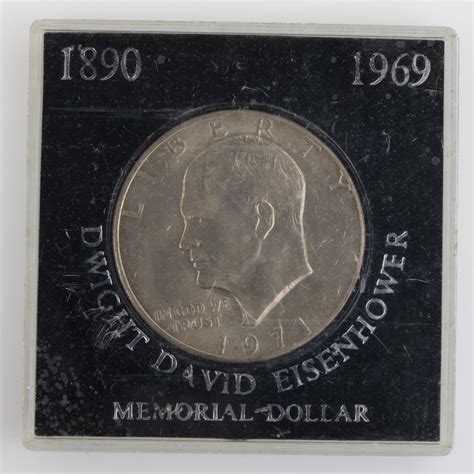 1890 1969
LIBERTY
IN GOD WE
TRUST
1971
DWIGHT DAVID EISENHOWER
MEMORIAL-DOLLAR